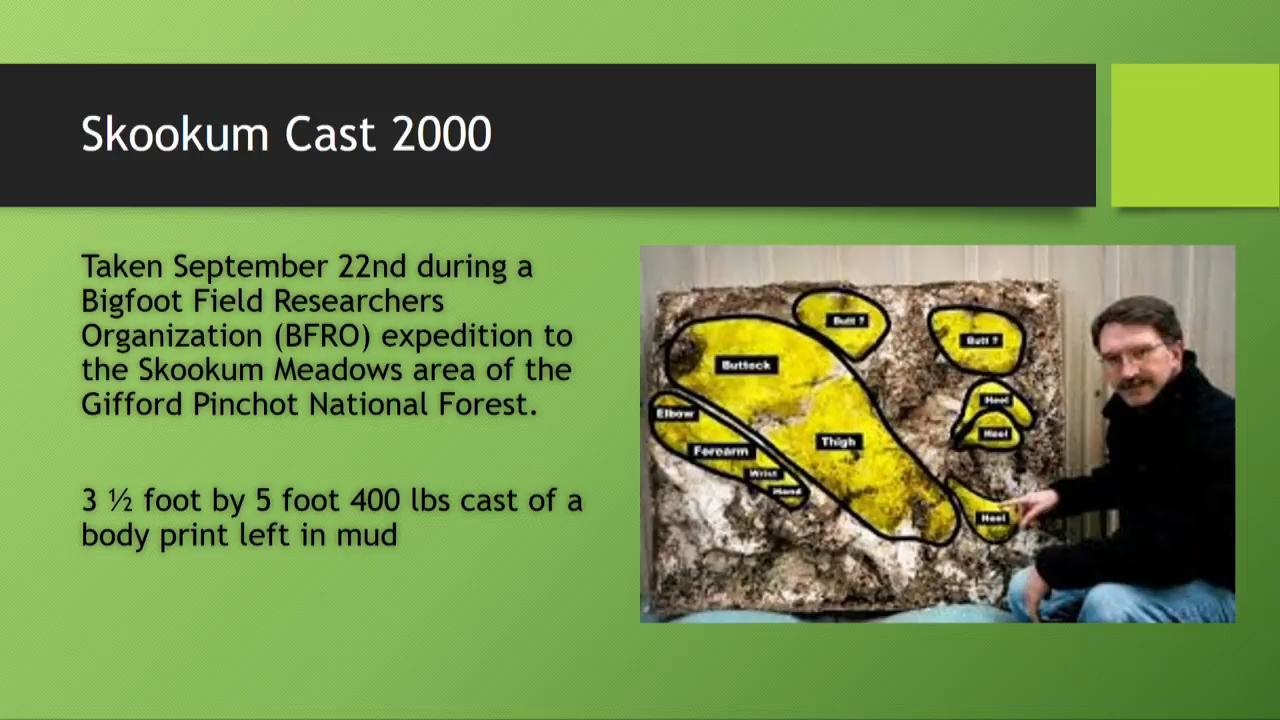 Skookum Cast 2000
Taken September 22nd during a
Bigfoot Field Researchers
Organization (BFRO) expedition to
the Skookum Meadows area of the
Gifford Pinchot National Forest.
3 ½ foot by 5 foot 400 lbs cast of a
body print left in mud
Butt ?
Butt ?
Buttock
Heel
Elbow
Heel
Thigh
Forearm
Wrist
Hand
Heel